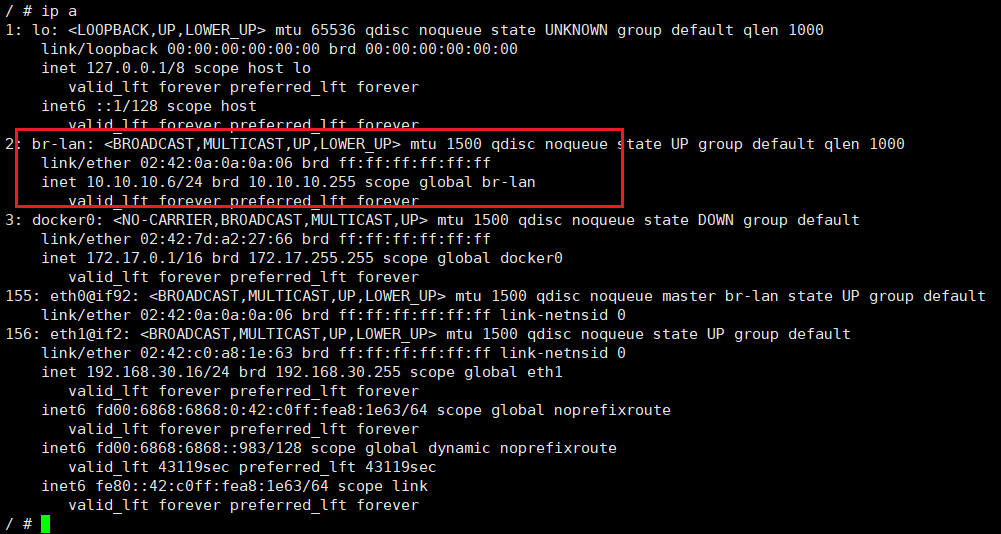 / # ip a
1: lo: <LOOPBACK,UP,LOWER_UP> mtu 65536 qdisc noqueue state UNKNOWN group default qlen 1000
    link/loopback 00:00:00:00:00:00 brd 00:00:00:00:00:00
    inet 127.0.0.1/8 scope host lo
       valid_lft forever preferred_lft forever
    inet6 ::1/128 scope host
       valid_lft forever preferred_lft forever
2: br-lan: <BROADCAST,MULTICAST,UP,LOWER_UP> mtu 1500 qdisc noqueue state UP group default qlen 1000
    link/ether 02:42:0a:0a:0a:06 brd ff:ff:ff:ff:ff:ff
    inet 10.10.10.6/24 brd 10.10.10.255 scope global br-lan
       valid_lft forever preferred_lft forever
3: docker0: <NO-CARRIER,BROADCAST,MULTICAST,UP> mtu 1500 qdisc noqueue state DOWN group default
    link/ether 02:42:7d:a2:27:66 brd ff:ff:ff:ff:ff:ff
    inet 172.17.0.1/16 brd 172.17.255.255 scope global docker0
       valid_lft forever preferred_lft forever
155: eth0@if92: <BROADCAST,MULTICAST,UP,LOWER_UP> mtu 1500 qdisc noqueue master br-lan state UP group default
    link/ether 02:42:0a:0a:0a:06 brd ff:ff:ff:ff:ff:ff link-netnsid 0
156: eth1@if2: <BROADCAST,MULTICAST,UP,LOWER_UP> mtu 1500 qdisc noqueue state UP group default
    link/ether 02:42:c0:a8:1e:63 brd ff:ff:ff:ff:ff:ff link-netnsid 0
    inet 192.168.30.16/24 brd 192.168.30.255 scope global eth1
       valid_lft forever preferred_lft forever
    inet6 fd00:6868:6868:0:42:c0ff:fea8:1e63/64 scope global noprefixroute
       valid_lft forever preferred_lft forever
    inet6 fd00:6868:6868::983/128 scope global dynamic noprefixroute
       valid_lft 43119sec preferred_lft 43119sec
    inet6 fe80::42:c0ff:fea8:1e63/64 scope link
       valid_lft forever preferred_lft forever
/ #